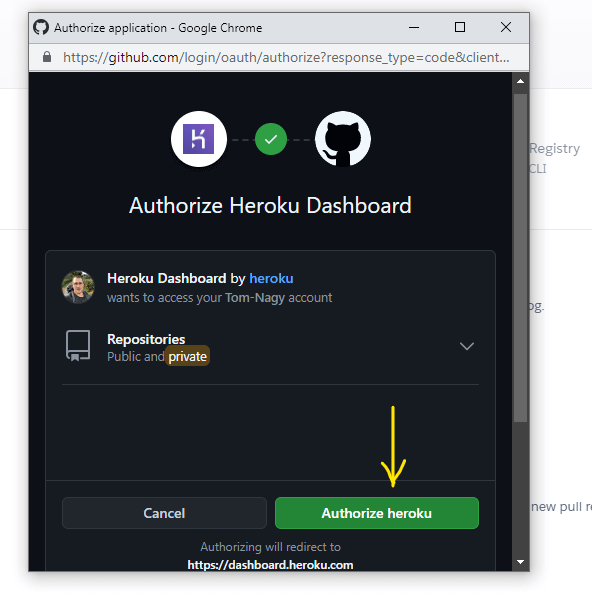 Authorize application - Google Chrome
https://github.com/login/oauth/authorize?response_type=code&client...
Registry
CLI
Authorize Heroku Dashboard
Heroku Dashboard by heroku
wants to access your Tom-Nagy account
Repositories
Public and private
Cancel
Authorize heroku
new pull
Authorizing will redirect to
https://dashboard.heroku.com